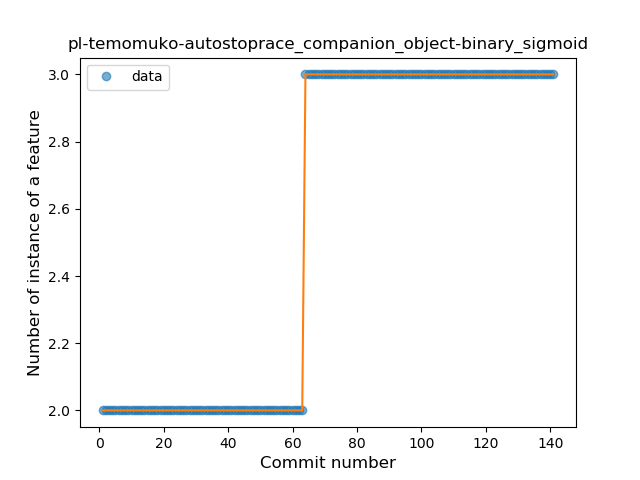 pl-temomuko-autostoprace_companion_object-binary_sigmoid
data
Number of instance of a feature
3.0
2.8
2.6
2.4
2.2
2.0
0 20 40 60 80 100 120 140
Commit number